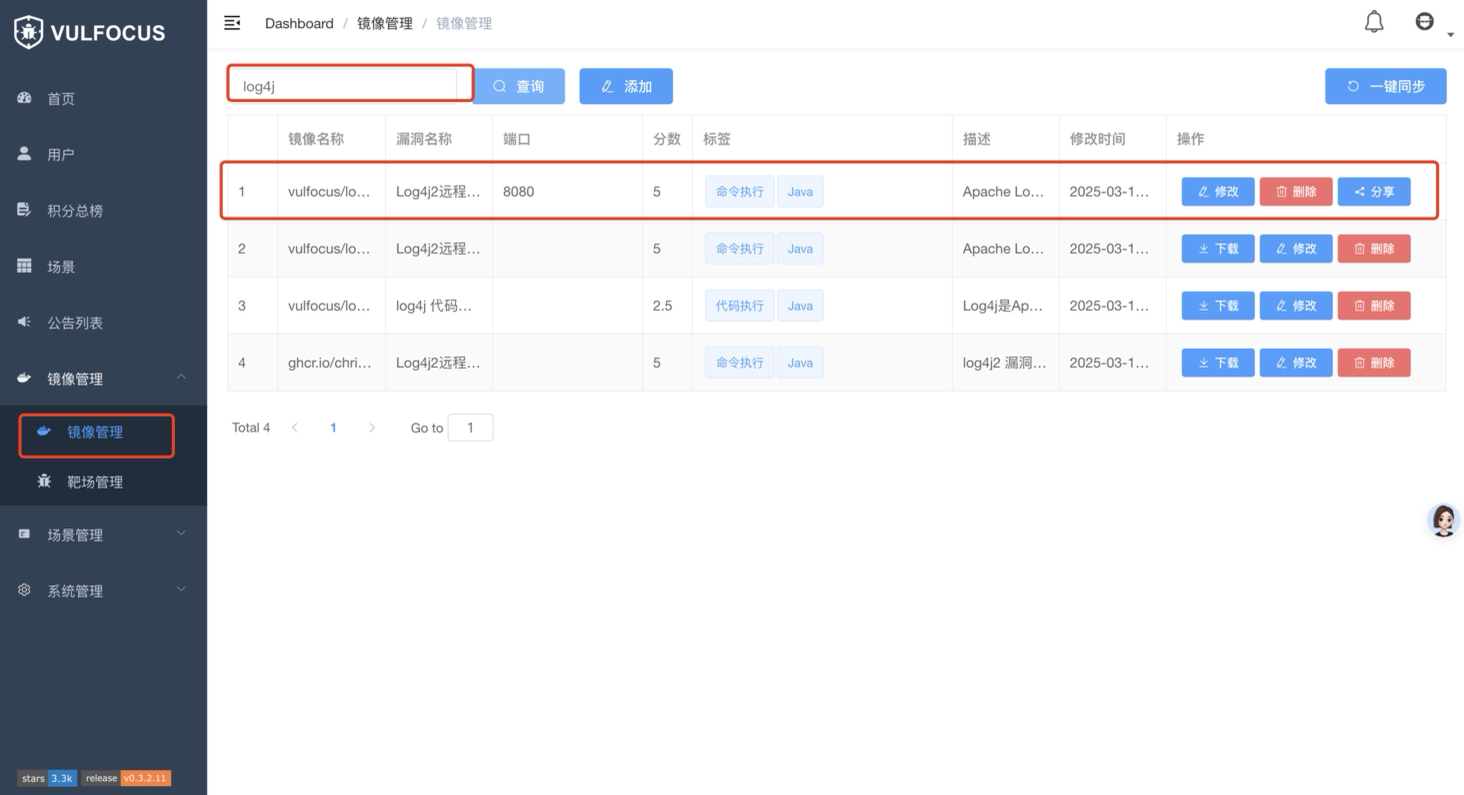 VULFOCUS
Dashboard / 镜像管理 / 镜像管理
首页
用户
积分总榜
场景
公告列表
镜像管理
镜像管理
靶场管理
场景管理
系统管理
stars 3.3k release v0.3.2.11
log4j 查询 添加 一键同步
镜像名称 漏洞名称 端口 分数 标签 描述 修改时间 操作
1 vulfocus/lo... Log4j2远程... 8080 5 命令执行 Java Apache Lo... 2025-03-1... 修改 删除 分享
2 vulfocus/lo... Log4j2远程... 5 命令执行 Java Apache Lo... 2025-03-1... 下载 修改 删除
3 vulfocus/lo... log4j 代码... 2.5 代码执行 Java Log4j是Ap... 2025-03-1... 下载 修改 删除
4 ghcr.io/chri... Log4j2远程... 5 命令执行 Java log4j2 漏洞... 2025-03-1... 下载 修改 删除
Total 4 < 1 > Go to 1